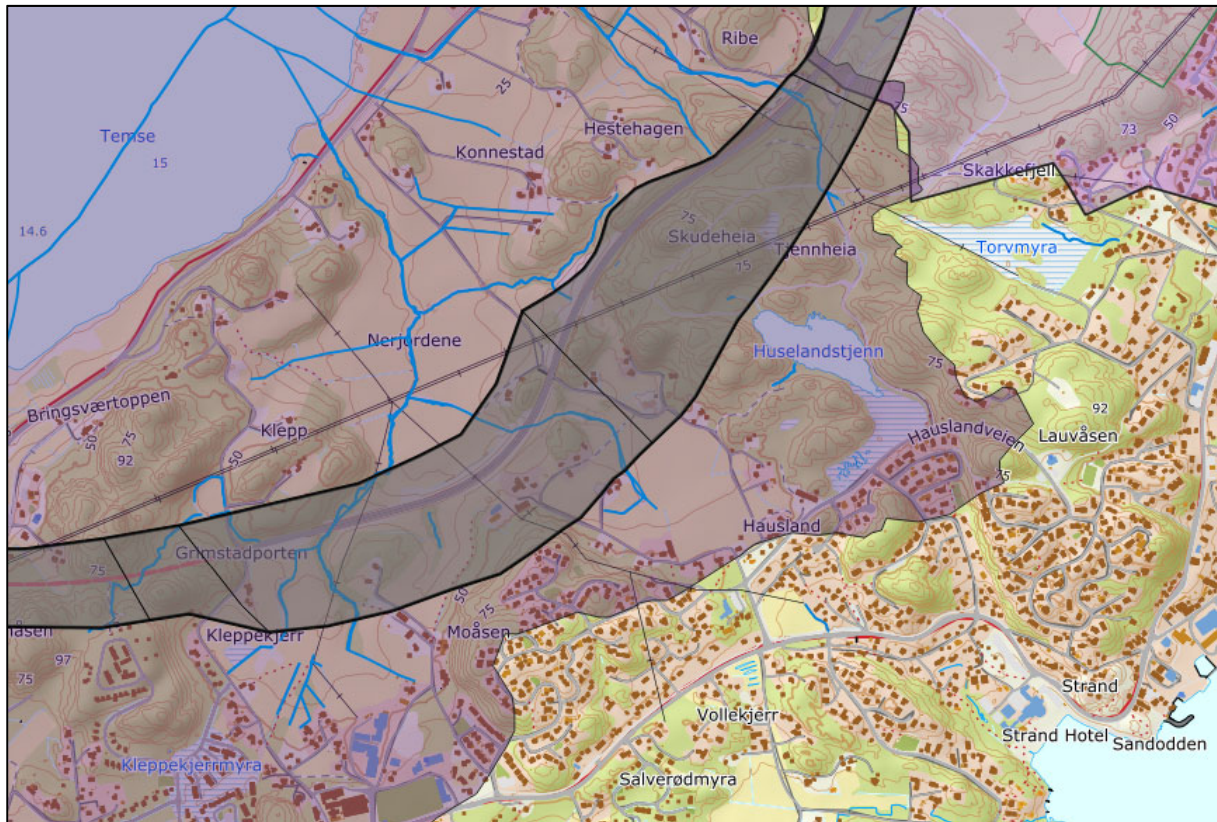 Ribe
25
75
Temse
Hestehagen
73
50
15
Konnestad
Skakkefjell
75
14.6
Skudeheia
Tjennheia
Torvmyra
75
Nerjordene
Huselandstjenn
75
Bringsværtoppen
50
75
92
Klepp
50
92
Hauslandveien
Lauvåsen
75
Hausland
Grimstadporten
75
50
75
Kleppekjerr
Moåsen
97
75
Strand
Vollekjerr
Strand Hotel
Sandodden
Kleppekjerrmyra
Salverødmyra